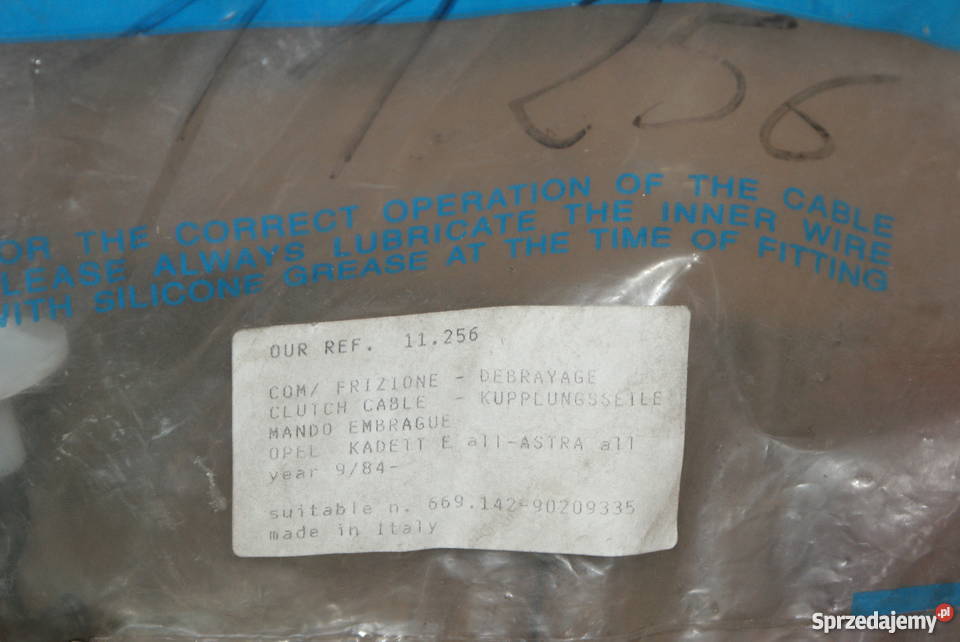 11256
OR THE CORRECT OPERATION OF THE CABLE
LEASE ALWAYS LUBRICATE THE INNER WIRE
WITH SILICONE GREASE AT THE TIME OF FITTING
OUR REF. 11.256
COM/ FRIZIONE - DEBRAYAGE
CLUTCH CABLE - KUPPLUNGSSEILE
MANDO EMBRAGUE
OPEL KADETT E all-ASTRA all
year 9/84-
suitable n. 669.142-90209335
made in Italy
Sprzedajemy.pl